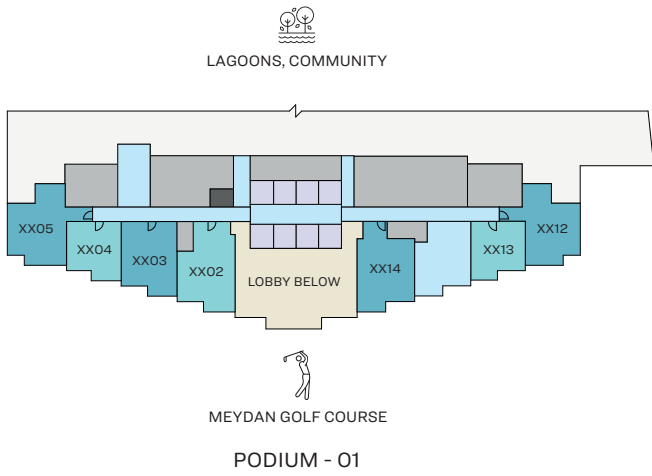 LAGOONS, COMMUNITY
XX05
XX12
XX04
XX13
XX03
XX14
XX02
LOBBY BELOW
MEYDAN GOLF COURSE
PODIUM - 01